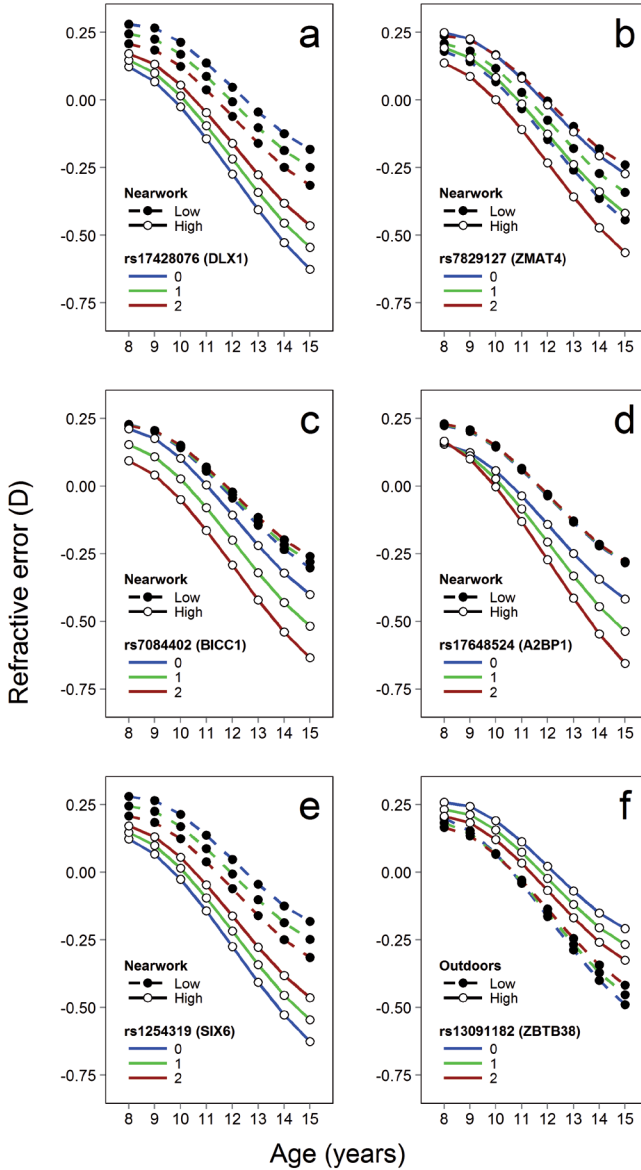 Refractive error (D)
a
0.25
0.00
-0.25
-0.50
-0.75
Nearwork
Low
High
rs17428076 (DLX1)
0
1
2
8 9 10 11 12 13 14 15
b
0.25
0.00
-0.25
-0.50
-0.75
Nearwork
Low
High
rs7829127 (ZMAT4)
0
1
2
8 9 10 11 12 13 14 15
c
0.25
0.00
-0.25
-0.50
-0.75
Nearwork
Low
High
rs7084402 (BICC1)
0
1
2
8 9 10 11 12 13 14 15
d
0.25
0.00
-0.25
-0.50
-0.75
Nearwork
Low
High
rs17648524 (A2BP1)
0
1
2
8 9 10 11 12 13 14 15
e
0.25
0.00
-0.25
-0.50
-0.75
Nearwork
Low
High
rs1254319 (SIX6)
0
1
2
8 9 10 11 12 13 14 15
f
0.25
0.00
-0.25
-0.50
-0.75
Outdoors
Low
High
rs13091182 (ZBTB38)
0
1
2
8 9 10 11 12 13 14 15
Age (years)